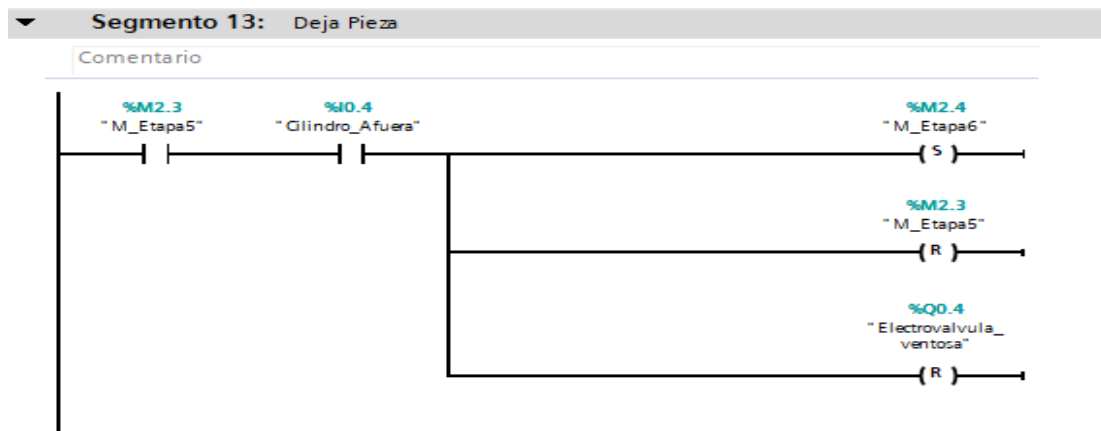 Segmento 13: Deja Pieza
Comentario
%M2.3 %I0.4 %M2.4
"M_Etapa5" "Cilindro_Afuera" "M_Etapa6"
S
%M2.3
"M_Etapa5"
R
%Q0.4
"Electrovalvula_
ventosa"
R